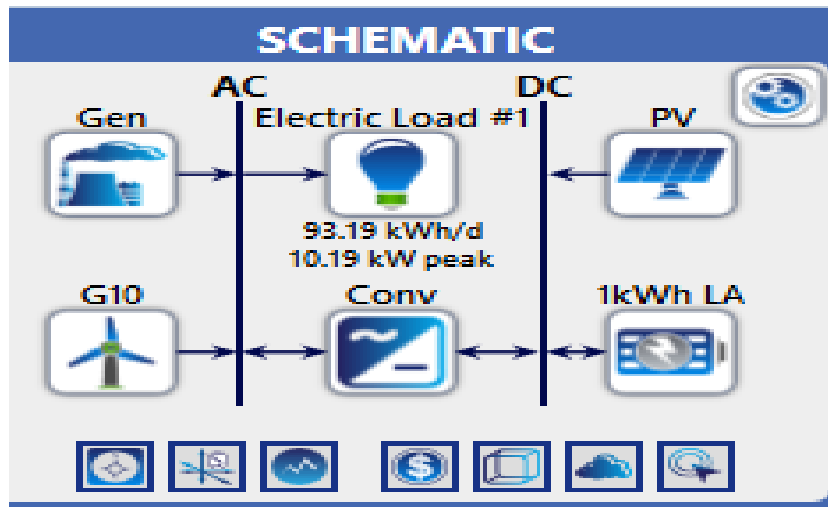 SCHEMATIC
AC
DC
Gen
Electric Load #1
PV
93.19 kWh/d
10.19 kW peak
G10
Conv
1kWh LA